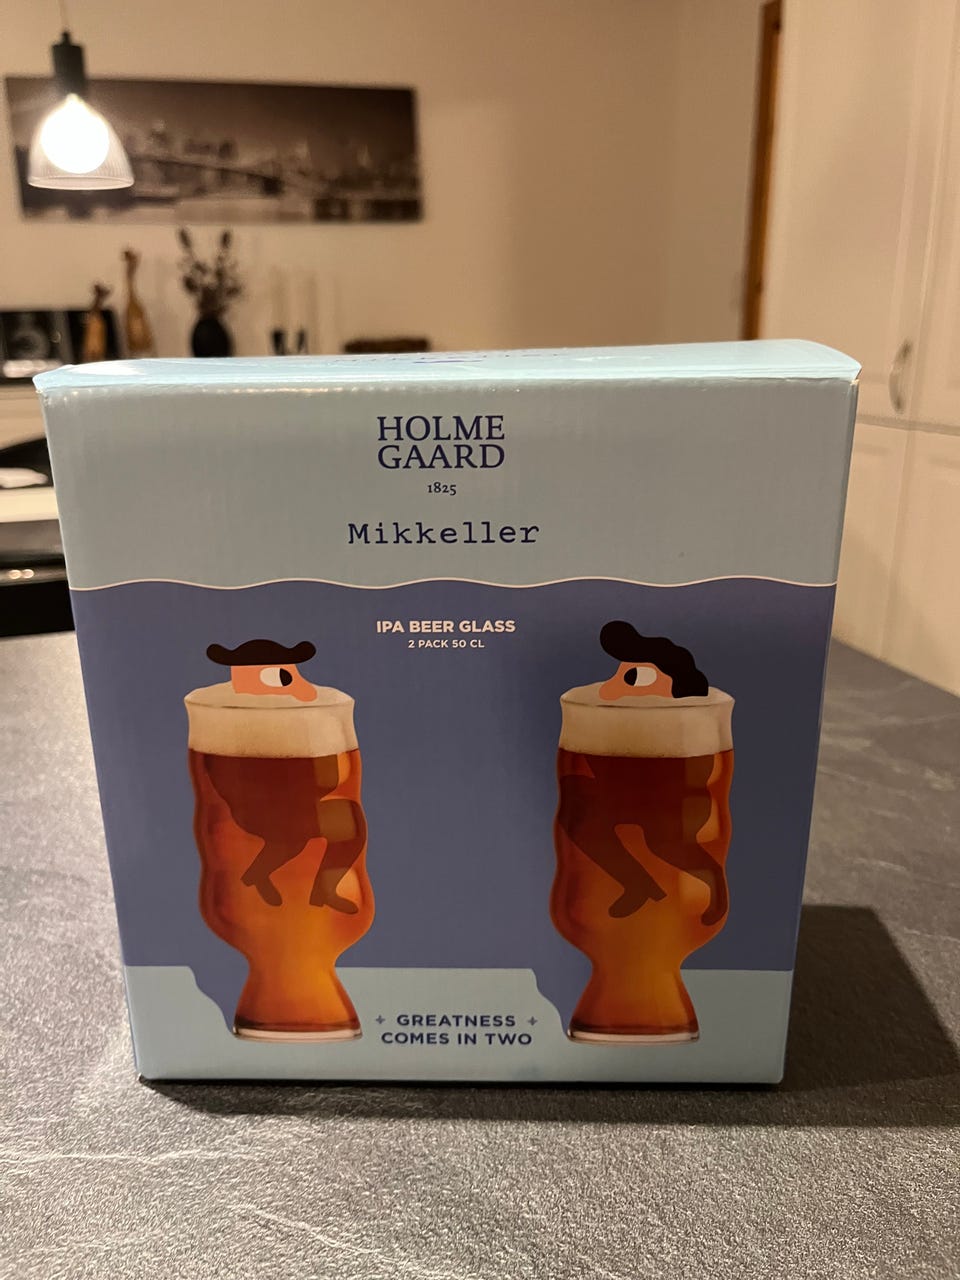 HOLME
GAARD
1825
Mikkeller
IPA BEER GLASS
2 PACK 50 CL
GREATNESS
COMES IN TWO